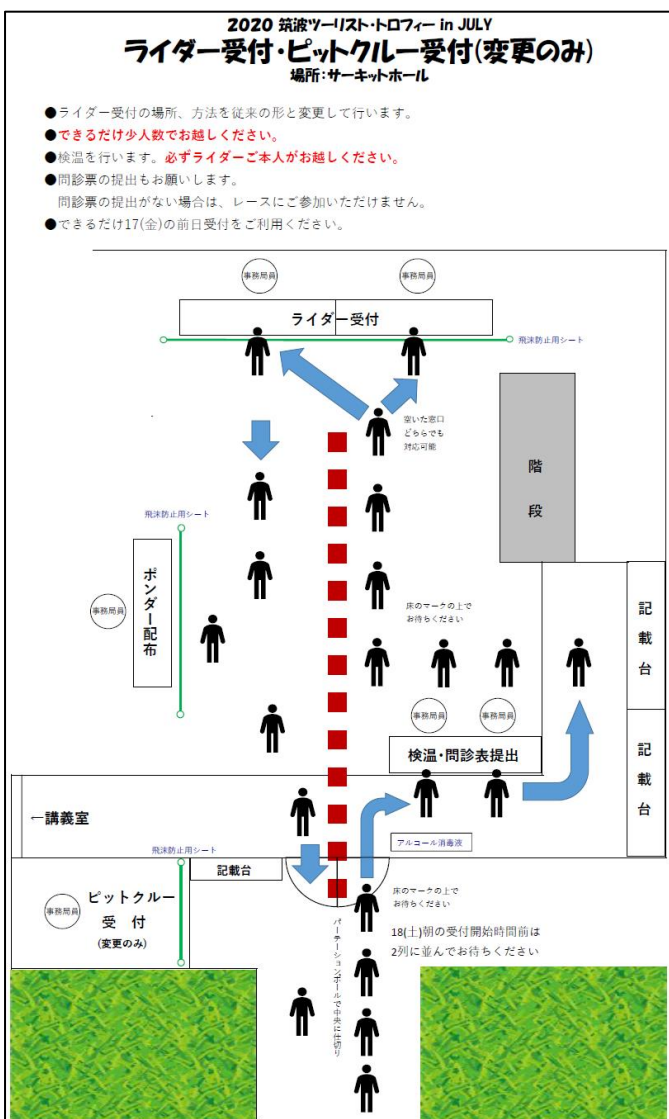 2020 筑波ツーリスト・トロフィー in JULY
ライダー受付・ピットクルー受付(変更のみ)
場所:サーキットホール
●ライダー受付の場所、方法を従来の形と変更して行います。
●できるだけ少人数でお越しください。
●検温を行います。必ずライダーご本人がお越しください。
●問診票の提出もお願いします。
問診票の提出がない場合は、レースにご参加いただけません。
●できるだけ17(金)の前日受付をご利用ください。
事務局員
事務局員
ライダー受付
飛沫防止用シート
空いた窓口
どちらでも
対応可能
階段
飛沫防止用シート
ポンダー配布
事務局員
床のマークの上で
お待ちください
記載台
事務局員
事務局員
検温・問診表提出
記載台
←講義室
アルコール消毒液
飛沫防止用シート
記載台
事務局員
ピットクルー
受 付
(変更のみ)
床のマークの上で
お待ちください
18(土)朝の受付開始時間前は
2列に並んでお待ちください
パーテーションポールで中央に仕切り